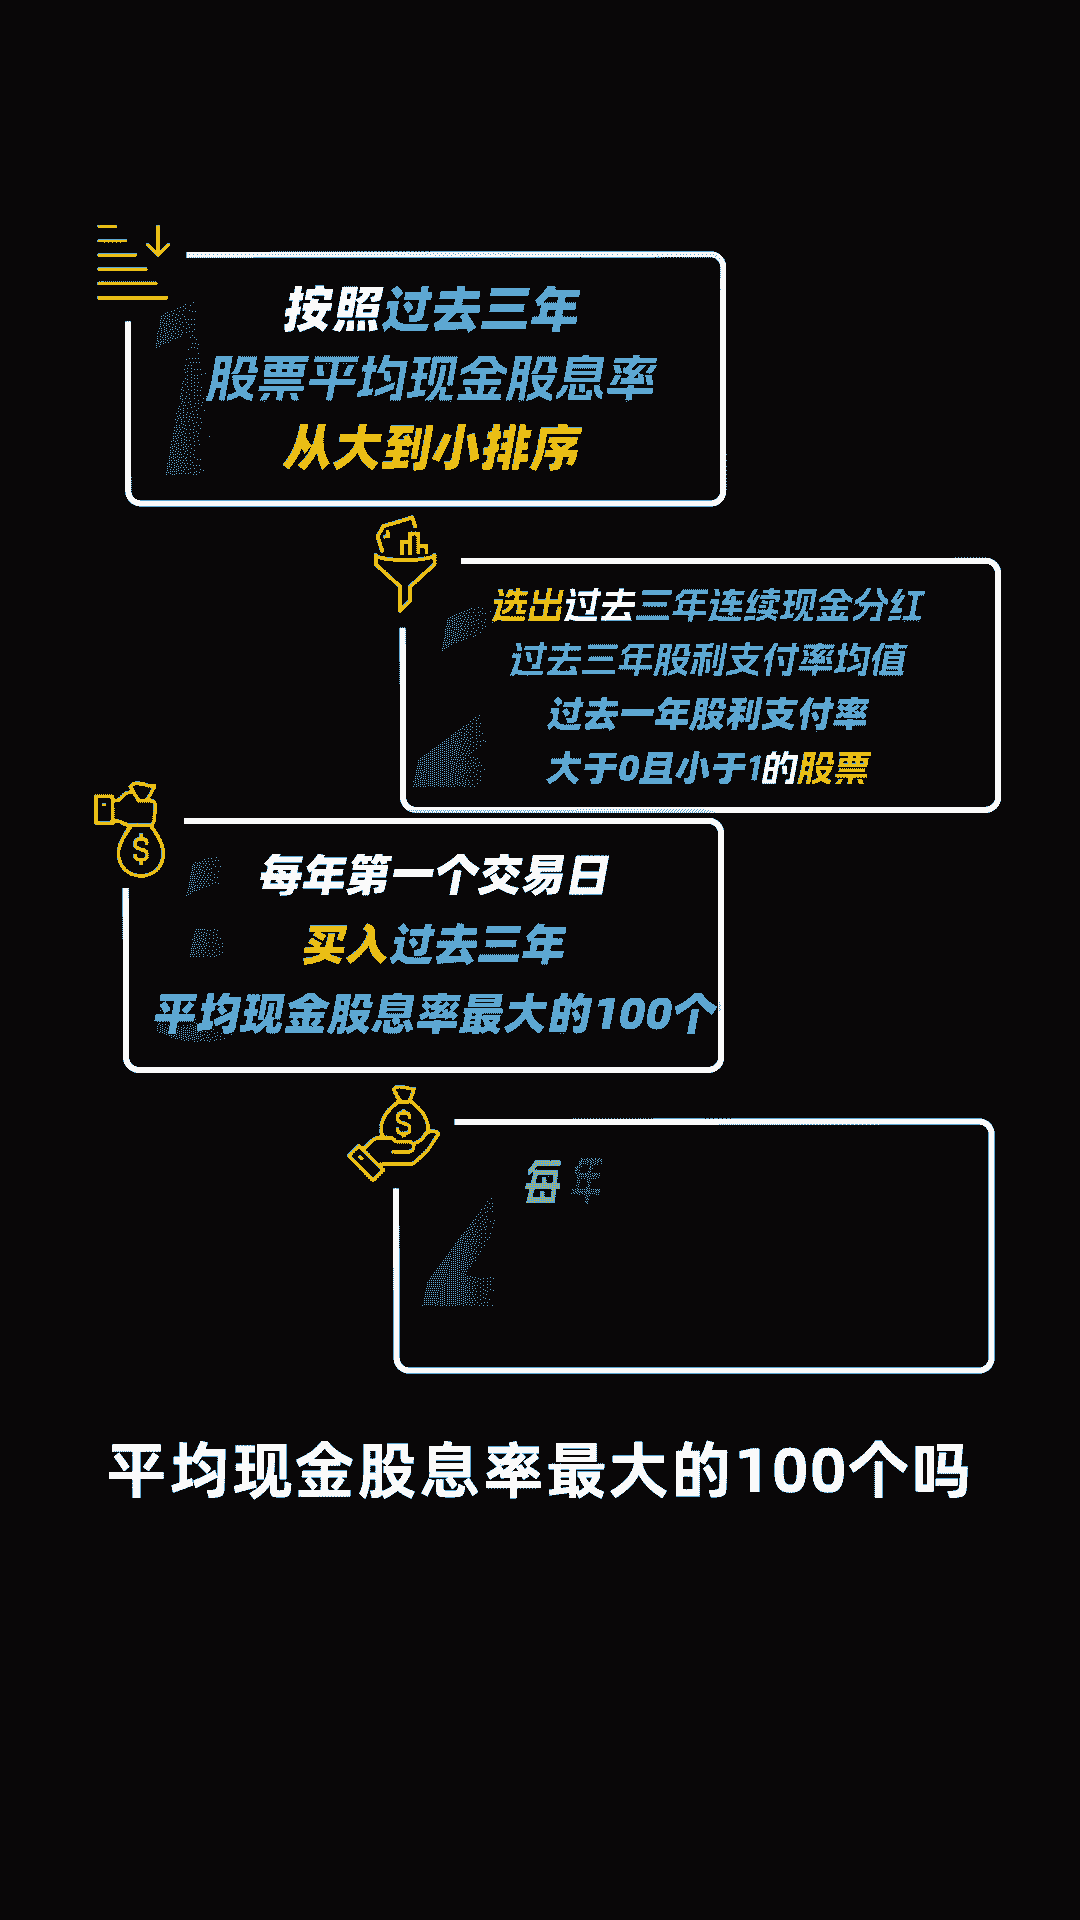 按照过去三年
股票平均现金股息率
从大到小排序
选出过去三年连续现金分红
过去三年股利支付率均值
过去一年股利支付率
大于0且小于1的股票
每年第一个交易日
买入过去三年
平均现金股息率最大的100个
每年
平均现金股息率最大的100个吗